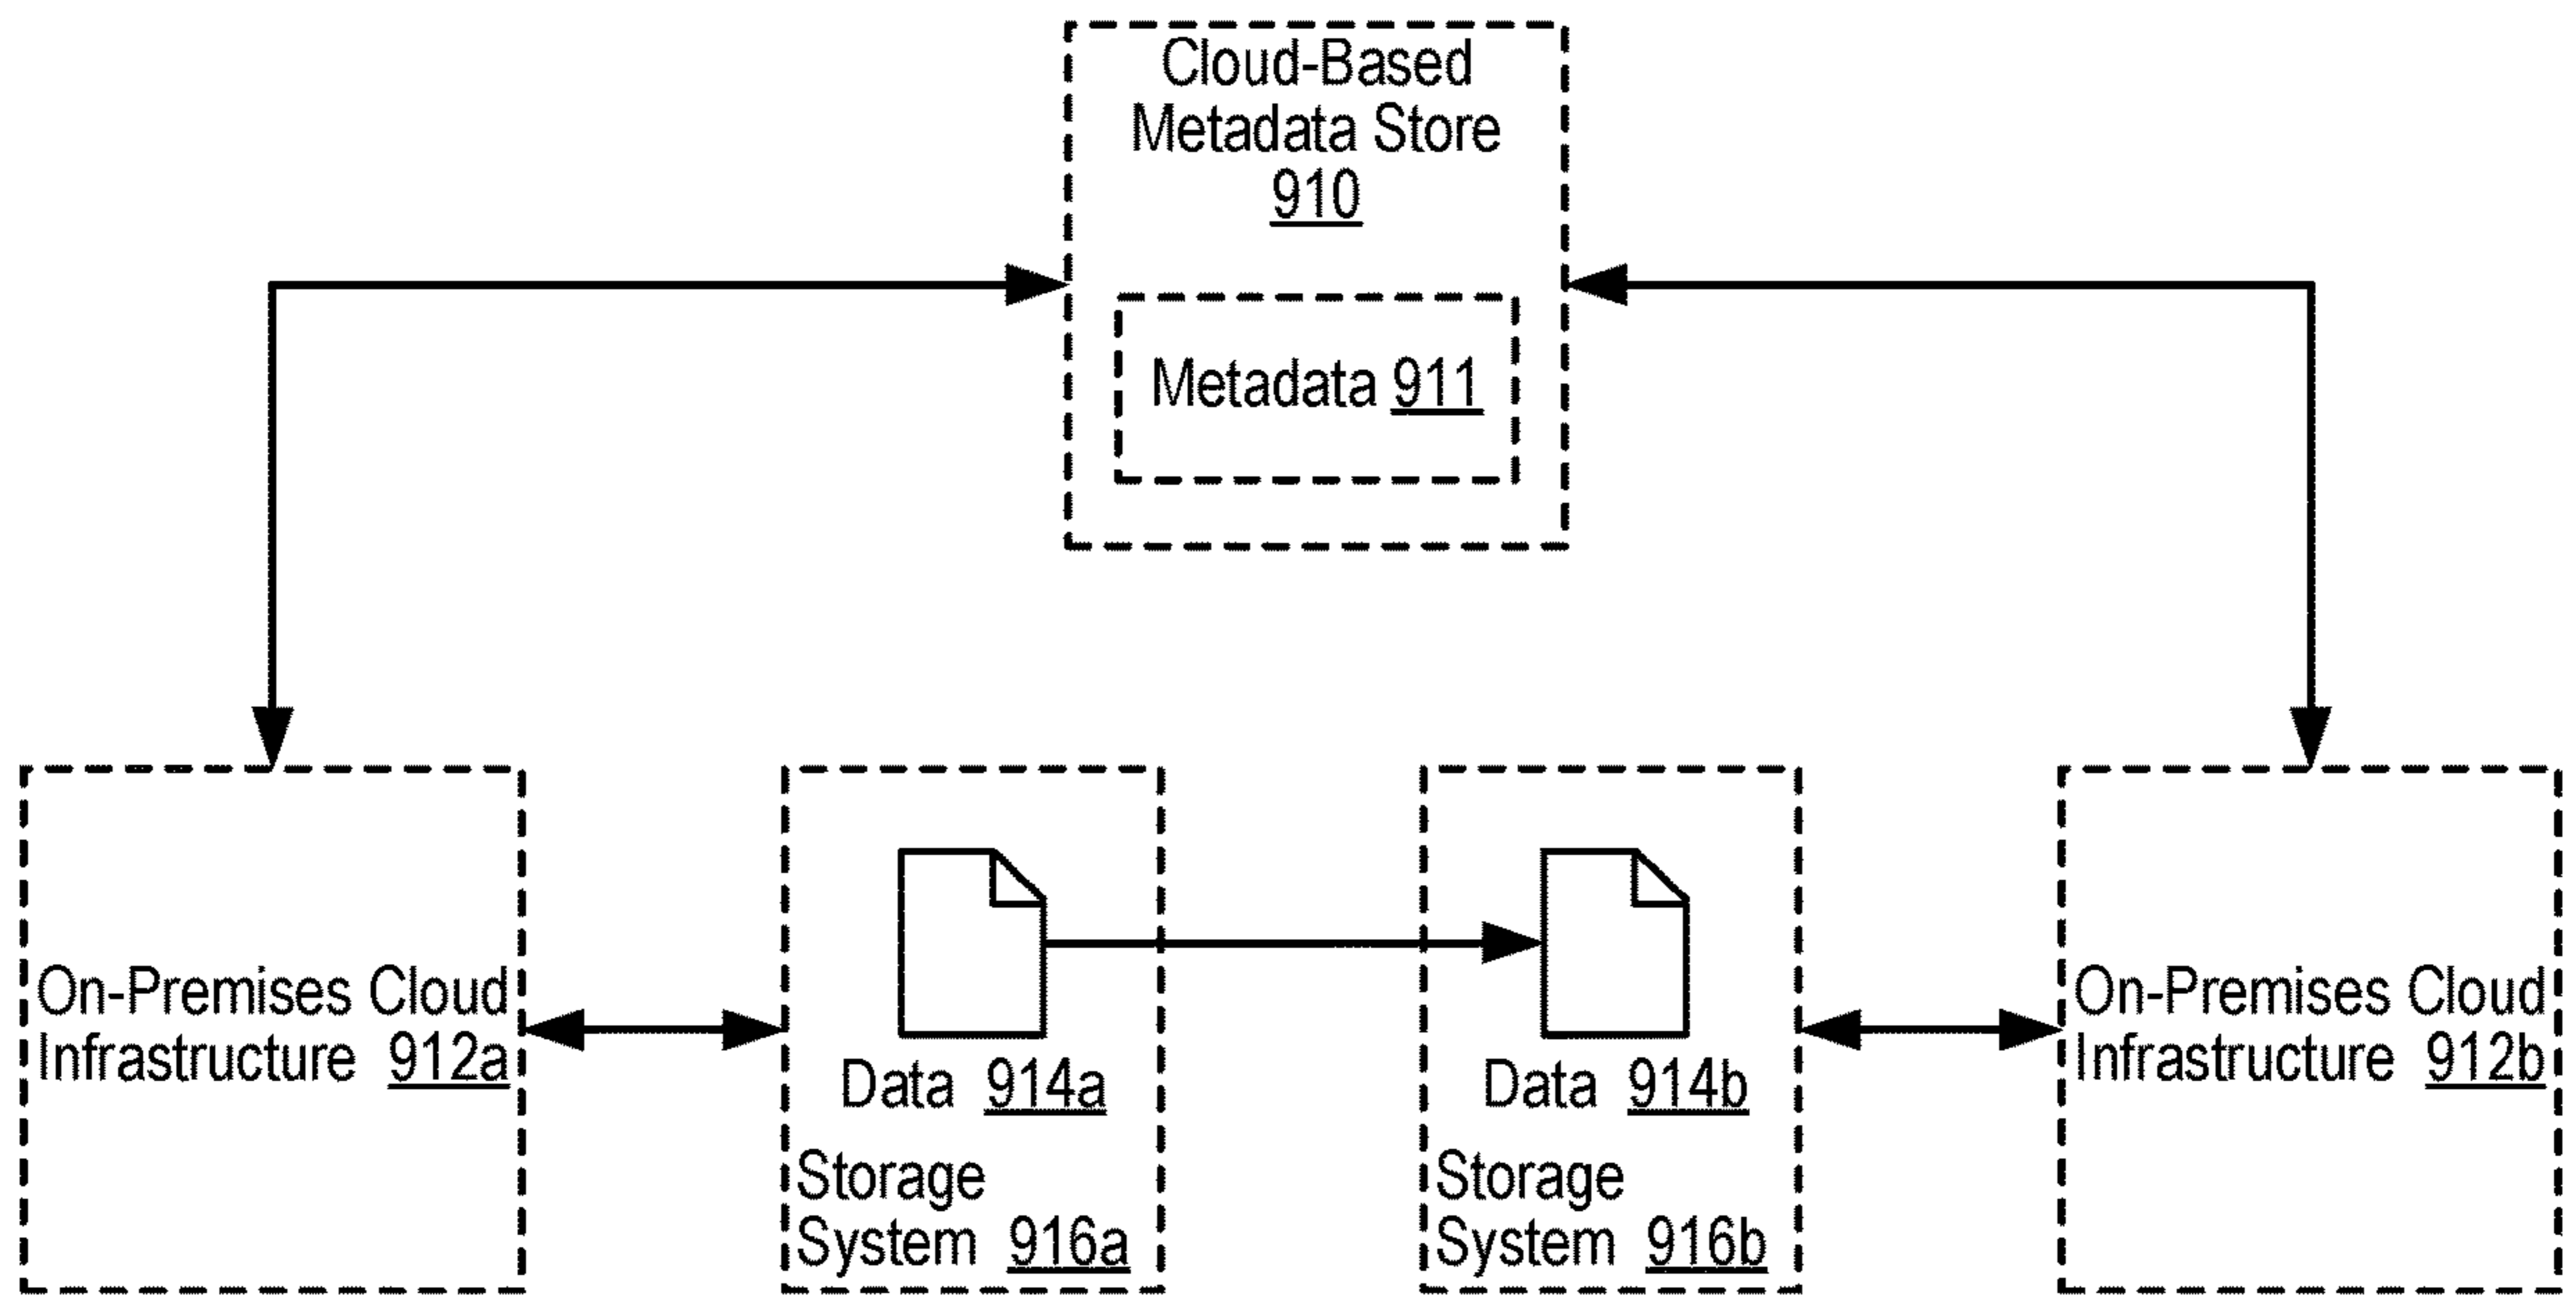 Cloud-Based
Metadata Store
910
Metadata 911
On-Premises Cloud
Infrastructure 912a
Data 914a
Storage
System 916a
Data 914b
Storage
System 916b
On-Premises Cloud
Infrastructure 912b